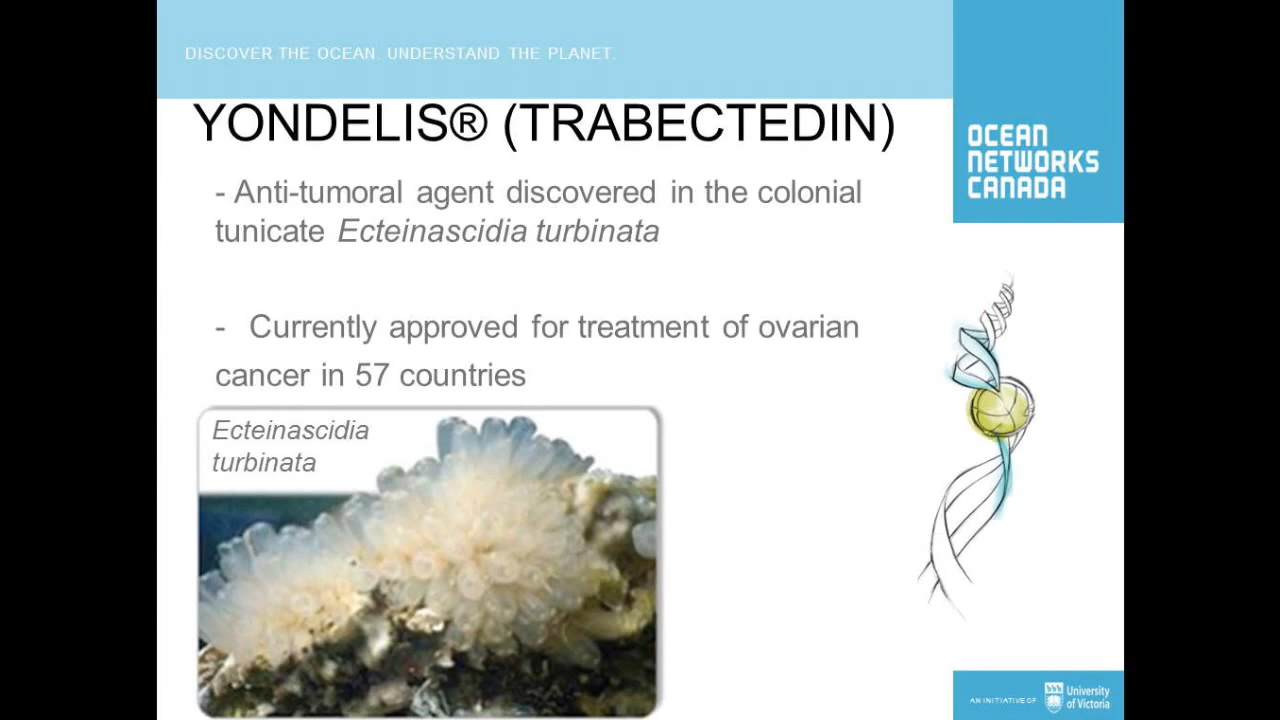 DISCOVER THE OCEAN. UNDERSTAND THE PLANET.
YONDELIS® (TRABECTEDIN)
OCEAN
NETWORKS
CANADA
- Anti-tumoral agent discovered in the colonial
tunicate Ecteinascidia turbinata
- Currently approved for treatment of ovarian
cancer in 57 countries
Ecteinascidia
turbinata
AN INITIATIVE OF
University
of Victoria